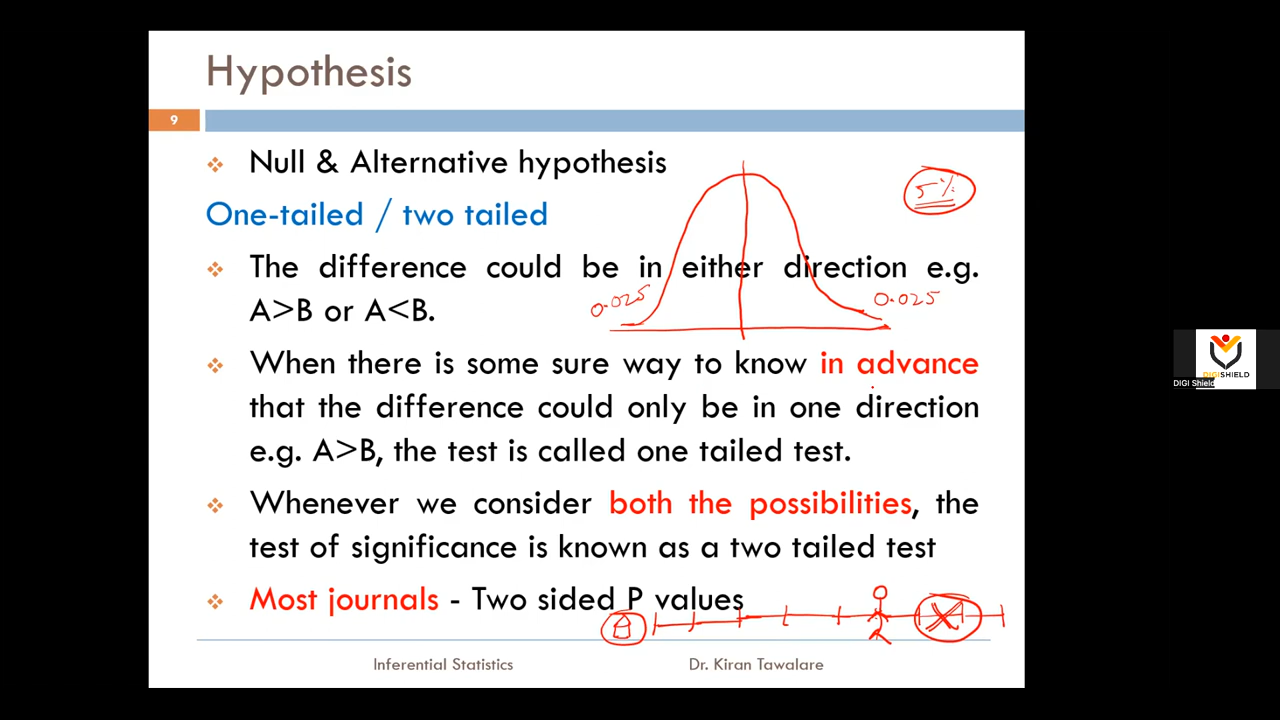 Hypothesis
9
Null & Alternative hypothesis
5%
One-tailed / two tailed
The difference could be in either direction e.g.
A>B or A<B.
0.025
0.025
When there is some sure way to know in advance
that the difference could only be in one direction
e.g. A>B, the test is called one tailed test.
Whenever we consider both the possibilities, the
test of significance is known as a two tailed test
Most journals - Two sided P values
Inferential Statistics
Dr. Kiran Tawalare
DIGISHIELD
DIGI Shield